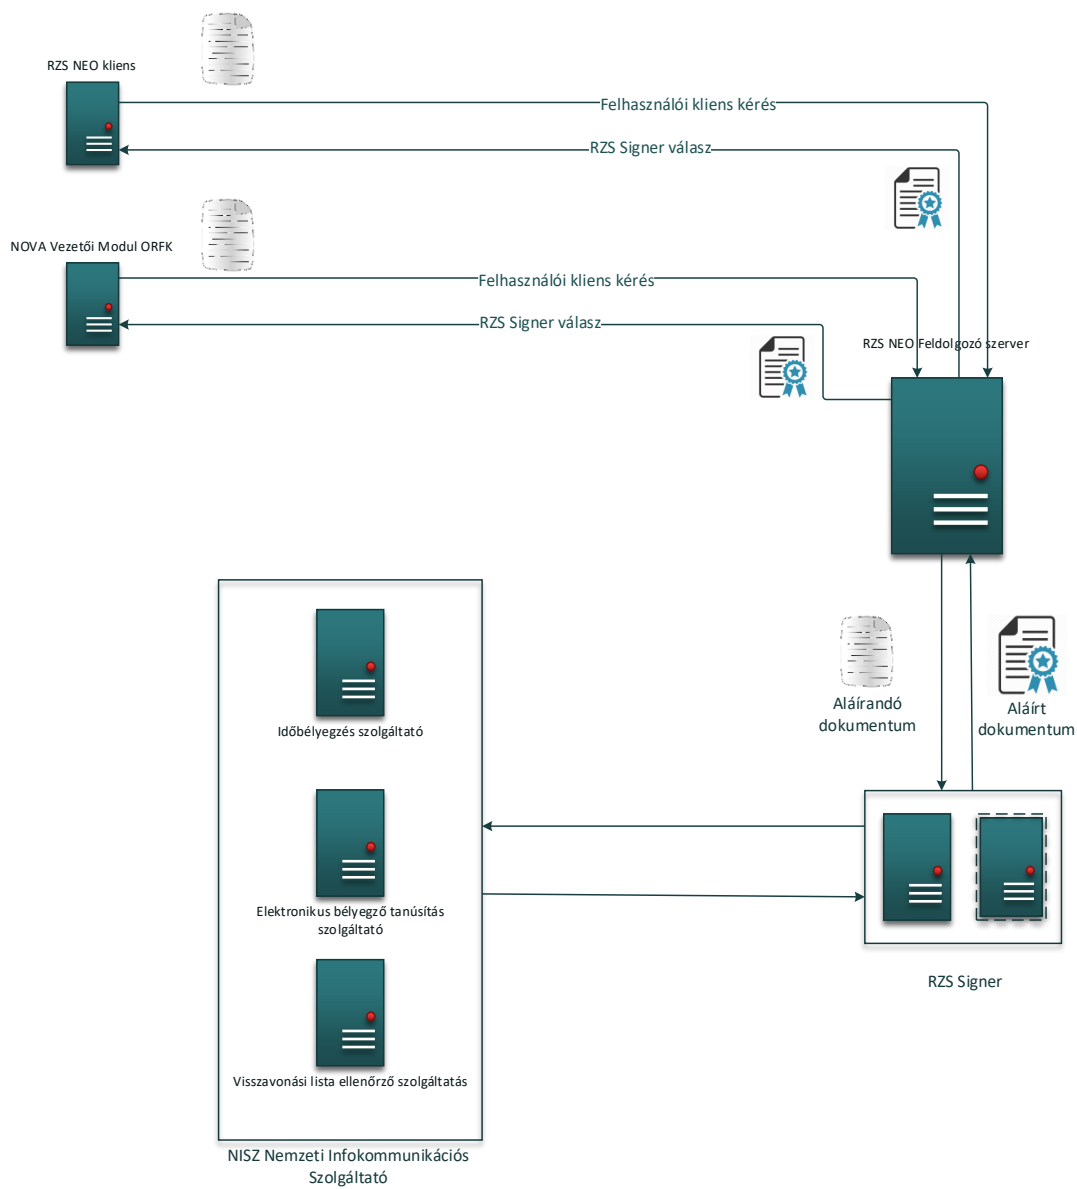 RZS NEO kliens
Felhasználói kliens kérés
RZS Signer válasz
NOVA Vezetői Modul ORFK
Felhasználói kliens kérés
RZS Signer válasz
RZS NEO Feldolgozó szerver
Aláírandó
dokumentum
Aláírt
dokumentum
Időbélyegzés szolgáltató
Elektronikus bélyegző tanúsítás
szolgáltató
RZS Signer
Visszavonási lista ellenőrző szolgáltatás
NISZ Nemzeti Infokommunikációs
Szolgáltató